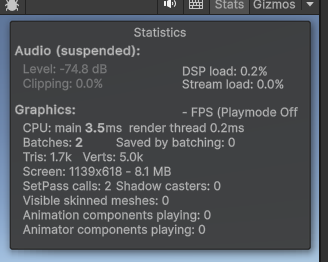 Stats Gizmos
Statistics
Audio (suspended):
Level: -74.8 dB DSP load: 0.2%
Clipping: 0.0% Stream load: 0.0%
Graphics: - FPS (Playmode Off
CPU: main 3.5ms render thread 0.2ms
Batches: 2 Saved by batching: 0
Tris: 1.7k Verts: 5.0k
Screen: 1139x618 - 8.1 MB
SetPass calls: 2 Shadow casters: 0
Visible skinned meshes: 0
Animation components playing: 0
Animator components playing: 0